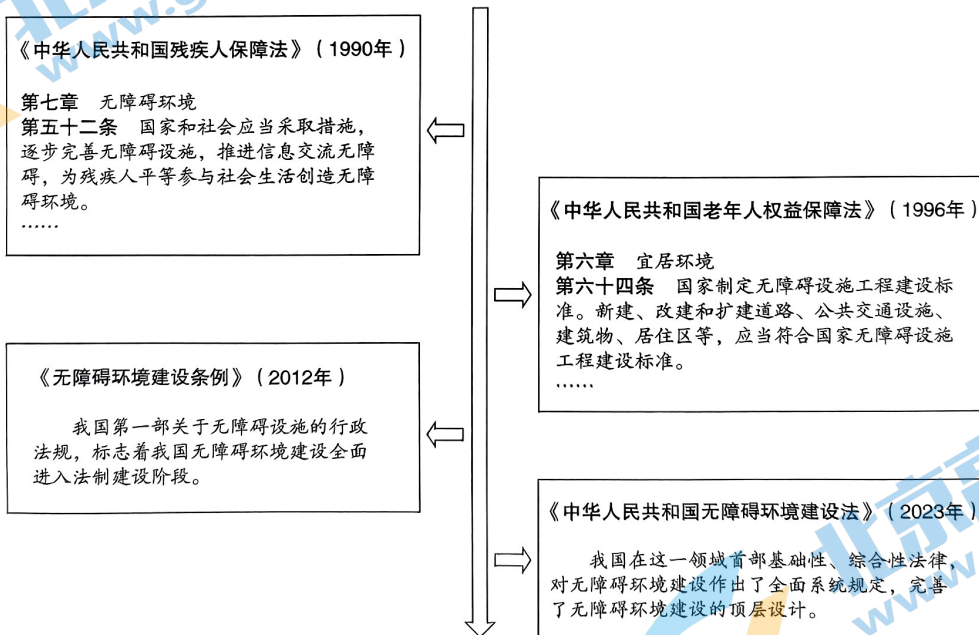 《中华人民共和国残疾人保障法》（1990年）
第七章 无障碍环境
第五十二条 国家和社会应当采取措施，
逐步完善无障碍设施，推进信息交流无障
碍，为残疾人平等参与社会生活创造无障
碍环境。
……
《中华人民共和国老年人权益保障法》（1996年）
第六章 宜居环境
第六十四条 国家制定无障碍设施工程建设标
准。新建、改建和扩建道路、公共交通设施、
建筑物、居住区等，应当符合国家无障碍设施
工程建设标准。
……
《无障碍环境建设条例》（2012年）
我国第一部关于无障碍设施的行政
法规，标志着我国无障碍环境建设全面
进入法制建设阶段。
《中华人民共和国无障碍环境建设法》（2023年）
我国在这一领域首部基础性、综合性法律，
对无障碍环境建设作出了全面系统规定，完善
了无障碍环境建设的顶层设计。